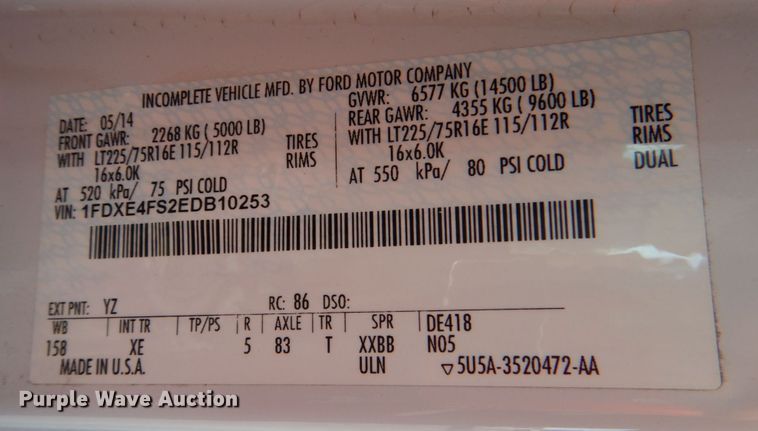 INCOMPLETE VEHICLE MFD. BY FORD MOTOR COMPANY
DATE: 05/14 GVWR: 6577 KG (14500 LB)
FRONT GAWR: 2268 KG ( 5000 LB) REAR GAWR: 4355 KG ( 9600 LB)
WITH LT225/75R16E 115/112R TIRES WITH LT225/75R16E 115/112R TIRES
16x6.0K RIMS 16x6.0K RIMS
AT 520 kPa/ 75 PSI COLD AT 550 kPa/ 80 PSI COLD DUAL
VIN: 1FDXE4FS2EDB10253
EXT PNT: YZ RC: 86 DSO:
WB INT TR TP/PS R AXLE TR SPR DE418
158 XE 5 83 T XXBB N05
MADE IN U.S.A. ULN ▽5U5A-3520472-AA
Purple Wave Auction